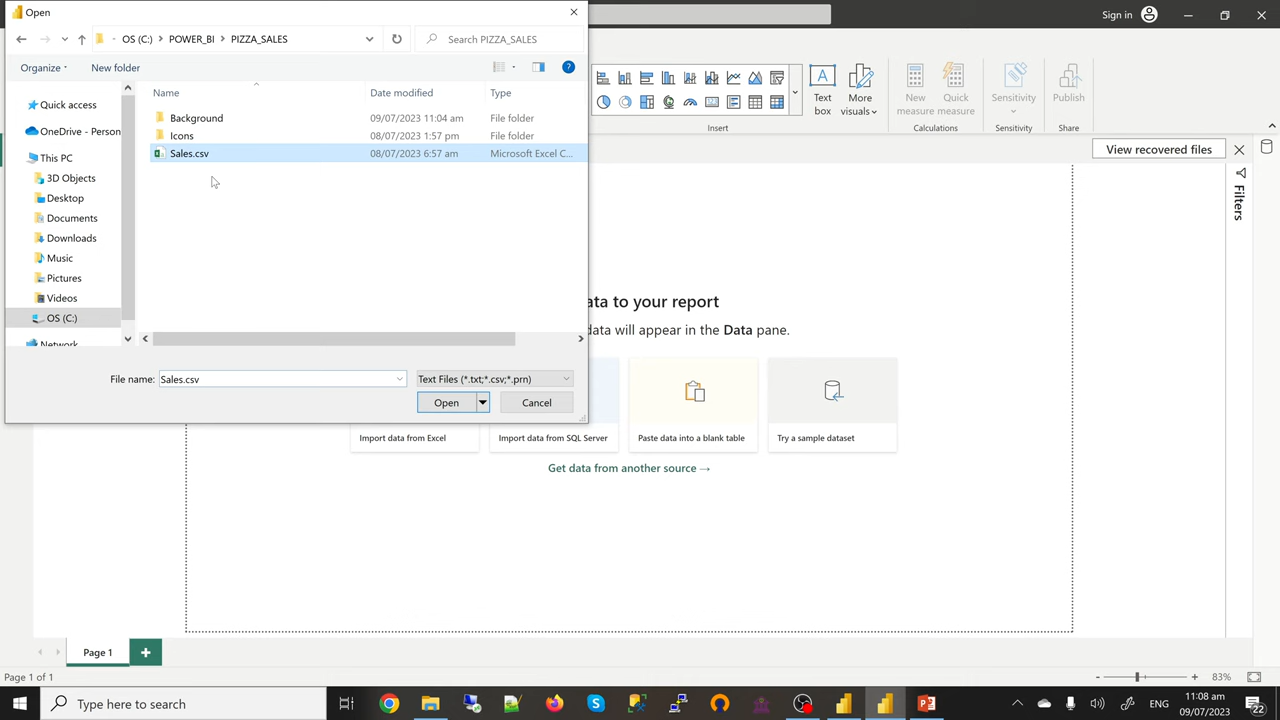 Open
Sign in
OS (C:)
POWER_BI
PIZZA_SALES
Search PIZZA_SALES
Organize
New folder
Name
Date modified
Type
Quick access
OneDrive - Person
This PC
3D Objects
Desktop
Documents
Downloads
Music
Pictures
Videos
OS (C:)
Network
Background 09/07/2023 11:04 am File folder
Icons 08/07/2023 1:57 pm File folder
Sales.csv 08/07/2023 6:57 am Microsoft Excel C...
File name: Sales.csv
Text Files (*.txt;*.csv;*.prn)
Open
Cancel
Text
box
More
visuals
New
measure
Quick
measure
Sensitivity
Publish
Insert
Calculations
Sensitivity
Share
View recovered files
Filters
ata to your report
data will appear in the Data pane.
Import data from Excel
Import data from SQL Server
Paste data into a blank table
Try a sample dataset
Get data from another source →
Page 1
Page 1 of 1
83%
Type here to search
ENG
11:08 am
09/07/2023
22